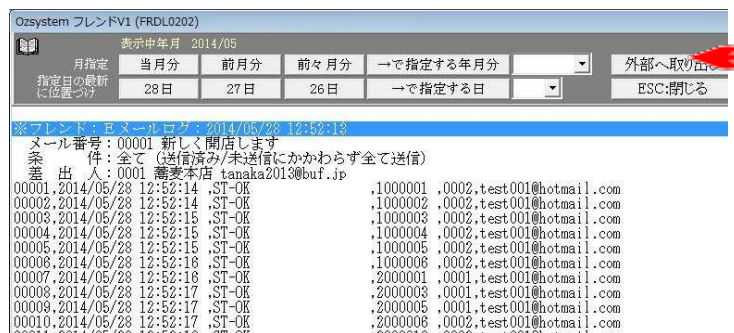 Ozsystem フレンドV1 (FRDL0202)
表示中年月 2014/05
月指定 当月分 前月分 前々月分 →で指定する年月分 外部へ取り出し
指定日の最新に位置づけ 28日 27日 26日 →で指定する日 ESC:閉じる
※フレンド：Eメールログ：2014/05/28 12:52:13
メール番号：00001 新しく開店します
条　　　件：全て（送信済み/未送信にかかわらず全て送信）
差　出　人：0001 蕎麦本店 tanaka2013@buf.jp
00001,2014/05/28 12:52:14 ,ST-OK ,1000001 ,0002,test001@hotmail.com
00002,2014/05/28 12:52:14 ,ST-OK ,1000002 ,0002,test001@hotmail.com
00003,2014/05/28 12:52:15 ,ST-OK ,1000003 ,0002,test001@hotmail.com
00004,2014/05/28 12:52:15 ,ST-OK ,1000004 ,0002,test001@hotmail.com
00005,2014/05/28 12:52:15 ,ST-OK ,1000005 ,0002,test001@hotmail.com
00006,2014/05/28 12:52:16 ,ST-OK ,1000006 ,0002,test001@hotmail.com
00007,2014/05/28 12:52:16 ,ST-OK ,2000001 ,0001,test001@hotmail.com
00008,2014/05/28 12:52:17 ,ST-OK ,2000003 ,0001,test001@hotmail.com
00009,2014/05/28 12:52:17 ,ST-OK ,2000005 ,0001,test001@hotmail.com
00010,2014/05/28 12:52:17 ,ST-OK ,2000006 ,0002,test001@hotmail.com